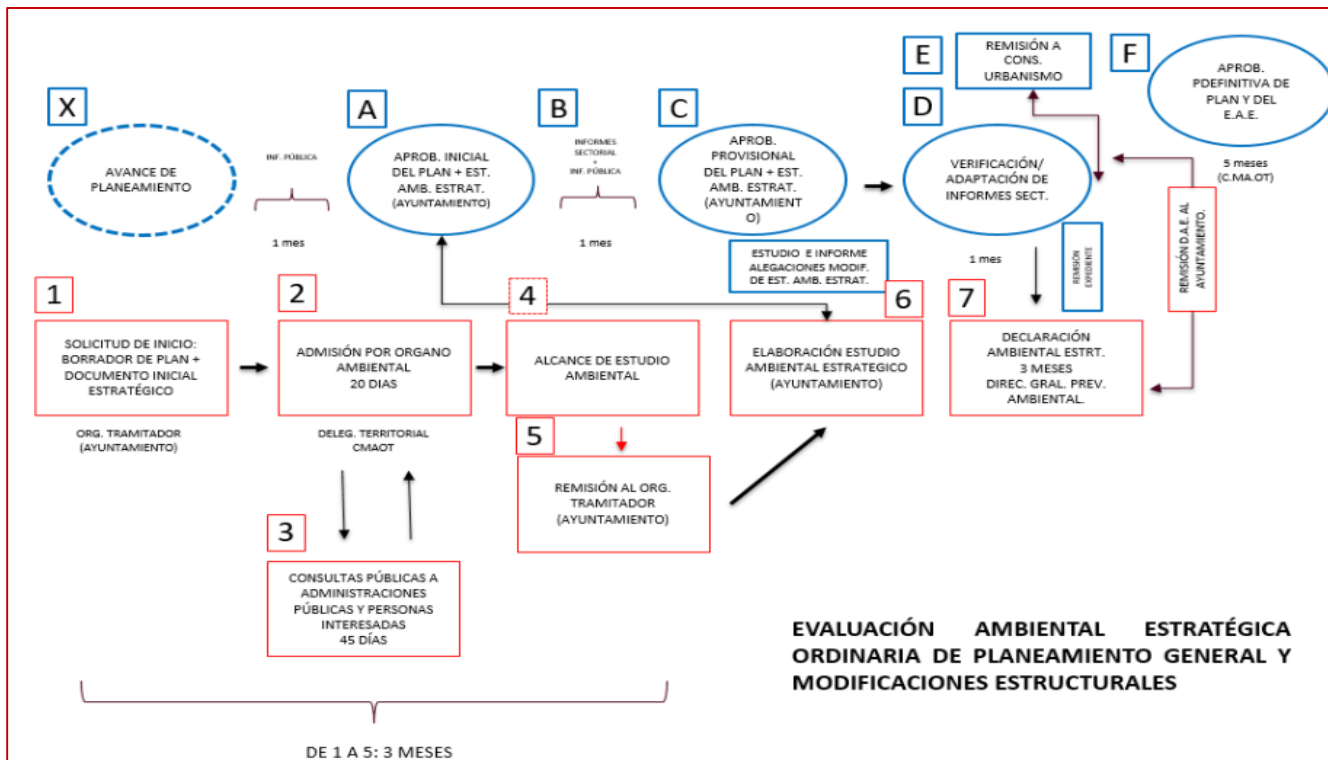 E
REMISIÓN A
CONS.
URBANISMO
F
APROB.
PDEFINITIVA DE
PLAN Y DEL
E.A.E.
5 meses
(C.MA.OT)
X
AVANCE DE
PLANEAMIENTO
INF. PÚBLICA
1 mes
A
APROB. INICIAL
DEL PLAN + EST.
AMB. ESTRAT.
(AYUNTAMIENTO)
B
INFORMES
SECTORIAL
+
INF. PÚBLICA
1 mes
C
APROB.
PROVISIONAL
DEL PLAN + EST.
AMB. ESTRAT.
(AYUNTAMIENT
O)
ESTUDIO E INFORME
ALEGACIONES MODIF.
DE EST. AMB. ESTRAT.
D
VERIFICACIÓN/
ADAPTACIÓN DE
INFORMES SECT.
1 mes
REMISIÓN
EXPEDIENTE
REMISIÓN D.A.E. AL
AYUNTAMIENTO.
1
SOLICITUD DE INICIO:
BORRADOR DE PLAN +
DOCUMENTO INICIAL
ESTRATÉGICO
ORG. TRAMITADOR
(AYUNTAMIENTO)
2
ADMISIÓN POR ORGANO
AMBIENTAL
20 DIAS
DELEG. TERRITORIAL
CMAOT
3
CONSULTAS PÚBLICAS A
ADMINISTRACIONES
PÚBLICAS Y PERSONAS
INTERESADAS
45 DÍAS
4
ALCANCE DE ESTUDIO
AMBIENTAL
5
REMISIÓN AL ORG.
TRAMITADOR
(AYUNTAMIENTO)
6
ELABORACIÓN ESTUDIO
AMBIENTAL ESTRATEGICO
(AYUNTAMIENTO)
7
DECLARACIÓN
AMBIENTAL ESTRT.
3 MESES
DIREC. GRAL. PREV.
AMBIENTAL.
EVALUACIÓN AMBIENTAL ESTRATÉGICA
ORDINARIA DE PLANEAMIENTO GENERAL Y
MODIFICACIONES ESTRUCTURALES
DE 1 A 5: 3 MESES